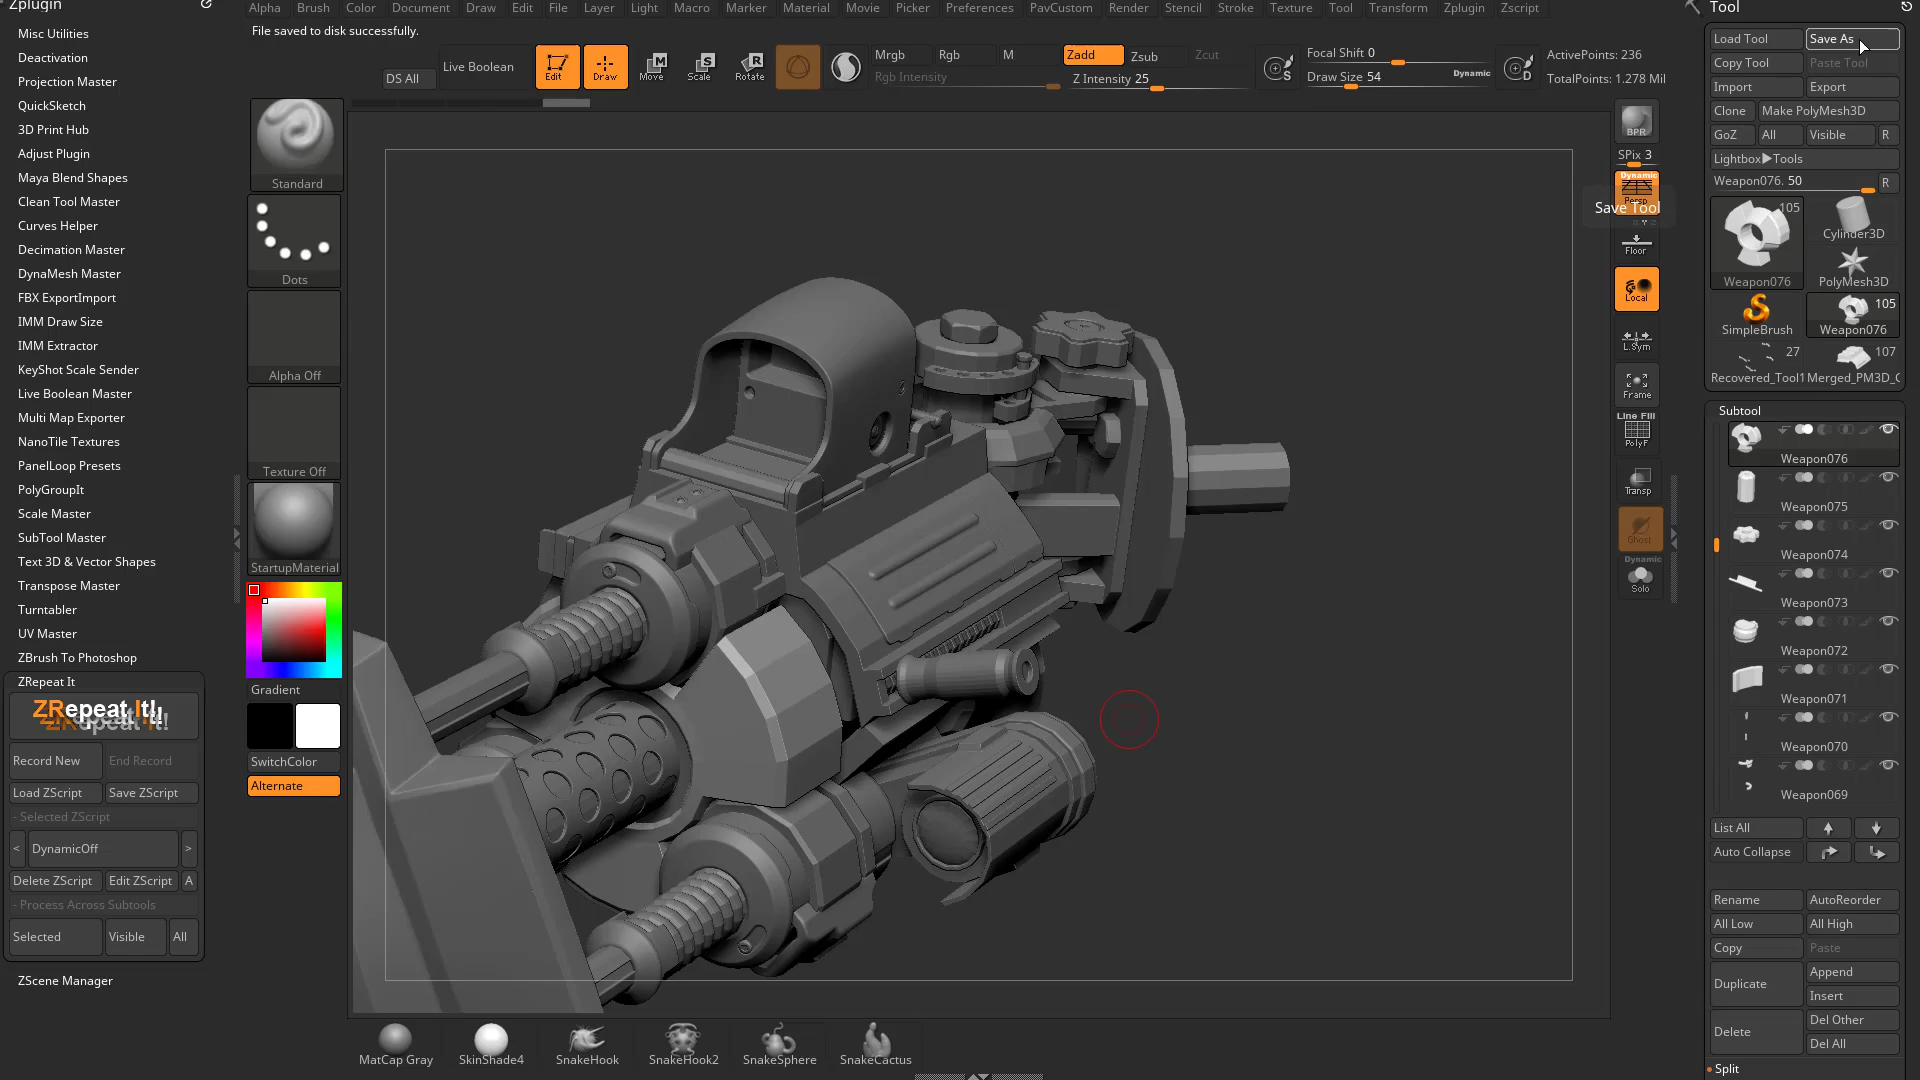 Zplugin
Misc Utilities
Deactivation
Projection Master
QuickSketch
3D Print Hub
Adjust Plugin
Maya Blend Shapes
Clean Tool Master
Curves Helper
Decimation Master
DynaMesh Master
FBX ExportImport
IMM Draw Size
IMM Extractor
KeyShot Scale Sender
Live Boolean Master
Multi Map Exporter
NanoTile Textures
PanelLoop Presets
PolyGroupIt
Scale Master
SubTool Master
Text 3D & Vector Shapes
Transpose Master
Turntabler
UV Master
ZBrush To Photoshop
ZRepeat It
ZRepeat It!
Record New End Record
Load ZScript Save ZScript
- Selected ZScript
< DynamicOff >
Delete ZScript Edit ZScript A
- Process Across Subtools
Selected Visible All
ZScene Manager
Alpha Brush Color Document Draw Edit File Layer Light Macro Marker Material Movie Picker Preferences PavCustom Render Stencil Stroke Texture Tool Transform Zplugin Zscript
File saved to disk successfully.
DS All
Live Boolean
Edit
Draw
Move
Scale
Rotate
Mrgb Rgb M Zadd Zsub Zcut
Rgb Intensity Z Intensity 25
Focal Shift 0
Draw Size 54 Dynamic
ActivePoints: 236
TotalPoints: 1.278 Mil
Standard
Dots
Alpha Off
Texture Off
StartupMaterial
Gradient
SwitchColor
Alternate
BPR
SPix 3
Dynamic
Persp
Save Tool
Floor
Local
L.Sym
Frame
Line Fill
PolyF
Transp
Ghost
Dynamic
Solo
MatCap Gray
SkinShade4
SnakeHook
SnakeHook2
SnakeSphere
SnakeCactus
Tool
Load Tool Save As
Copy Tool Paste Tool
Import Export
Clone Make PolyMesh3D
GoZ All Visible R
Lightbox▶Tools
Weapon076. 50 R
105
Weapon076
Cylinder3D
PolyMesh3D
SimpleBrush
105
Weapon076
27
Recovered_Tool1
107
Merged_PM3D_C
Subtool
Weapon076
Weapon075
Weapon074
Weapon073
Weapon072
Weapon071
Weapon070
Weapon069
List All
Auto Collapse
Rename AutoReorder
All Low All High
Copy Paste
Duplicate
Append
Insert
Delete
Del Other
Del All
Split